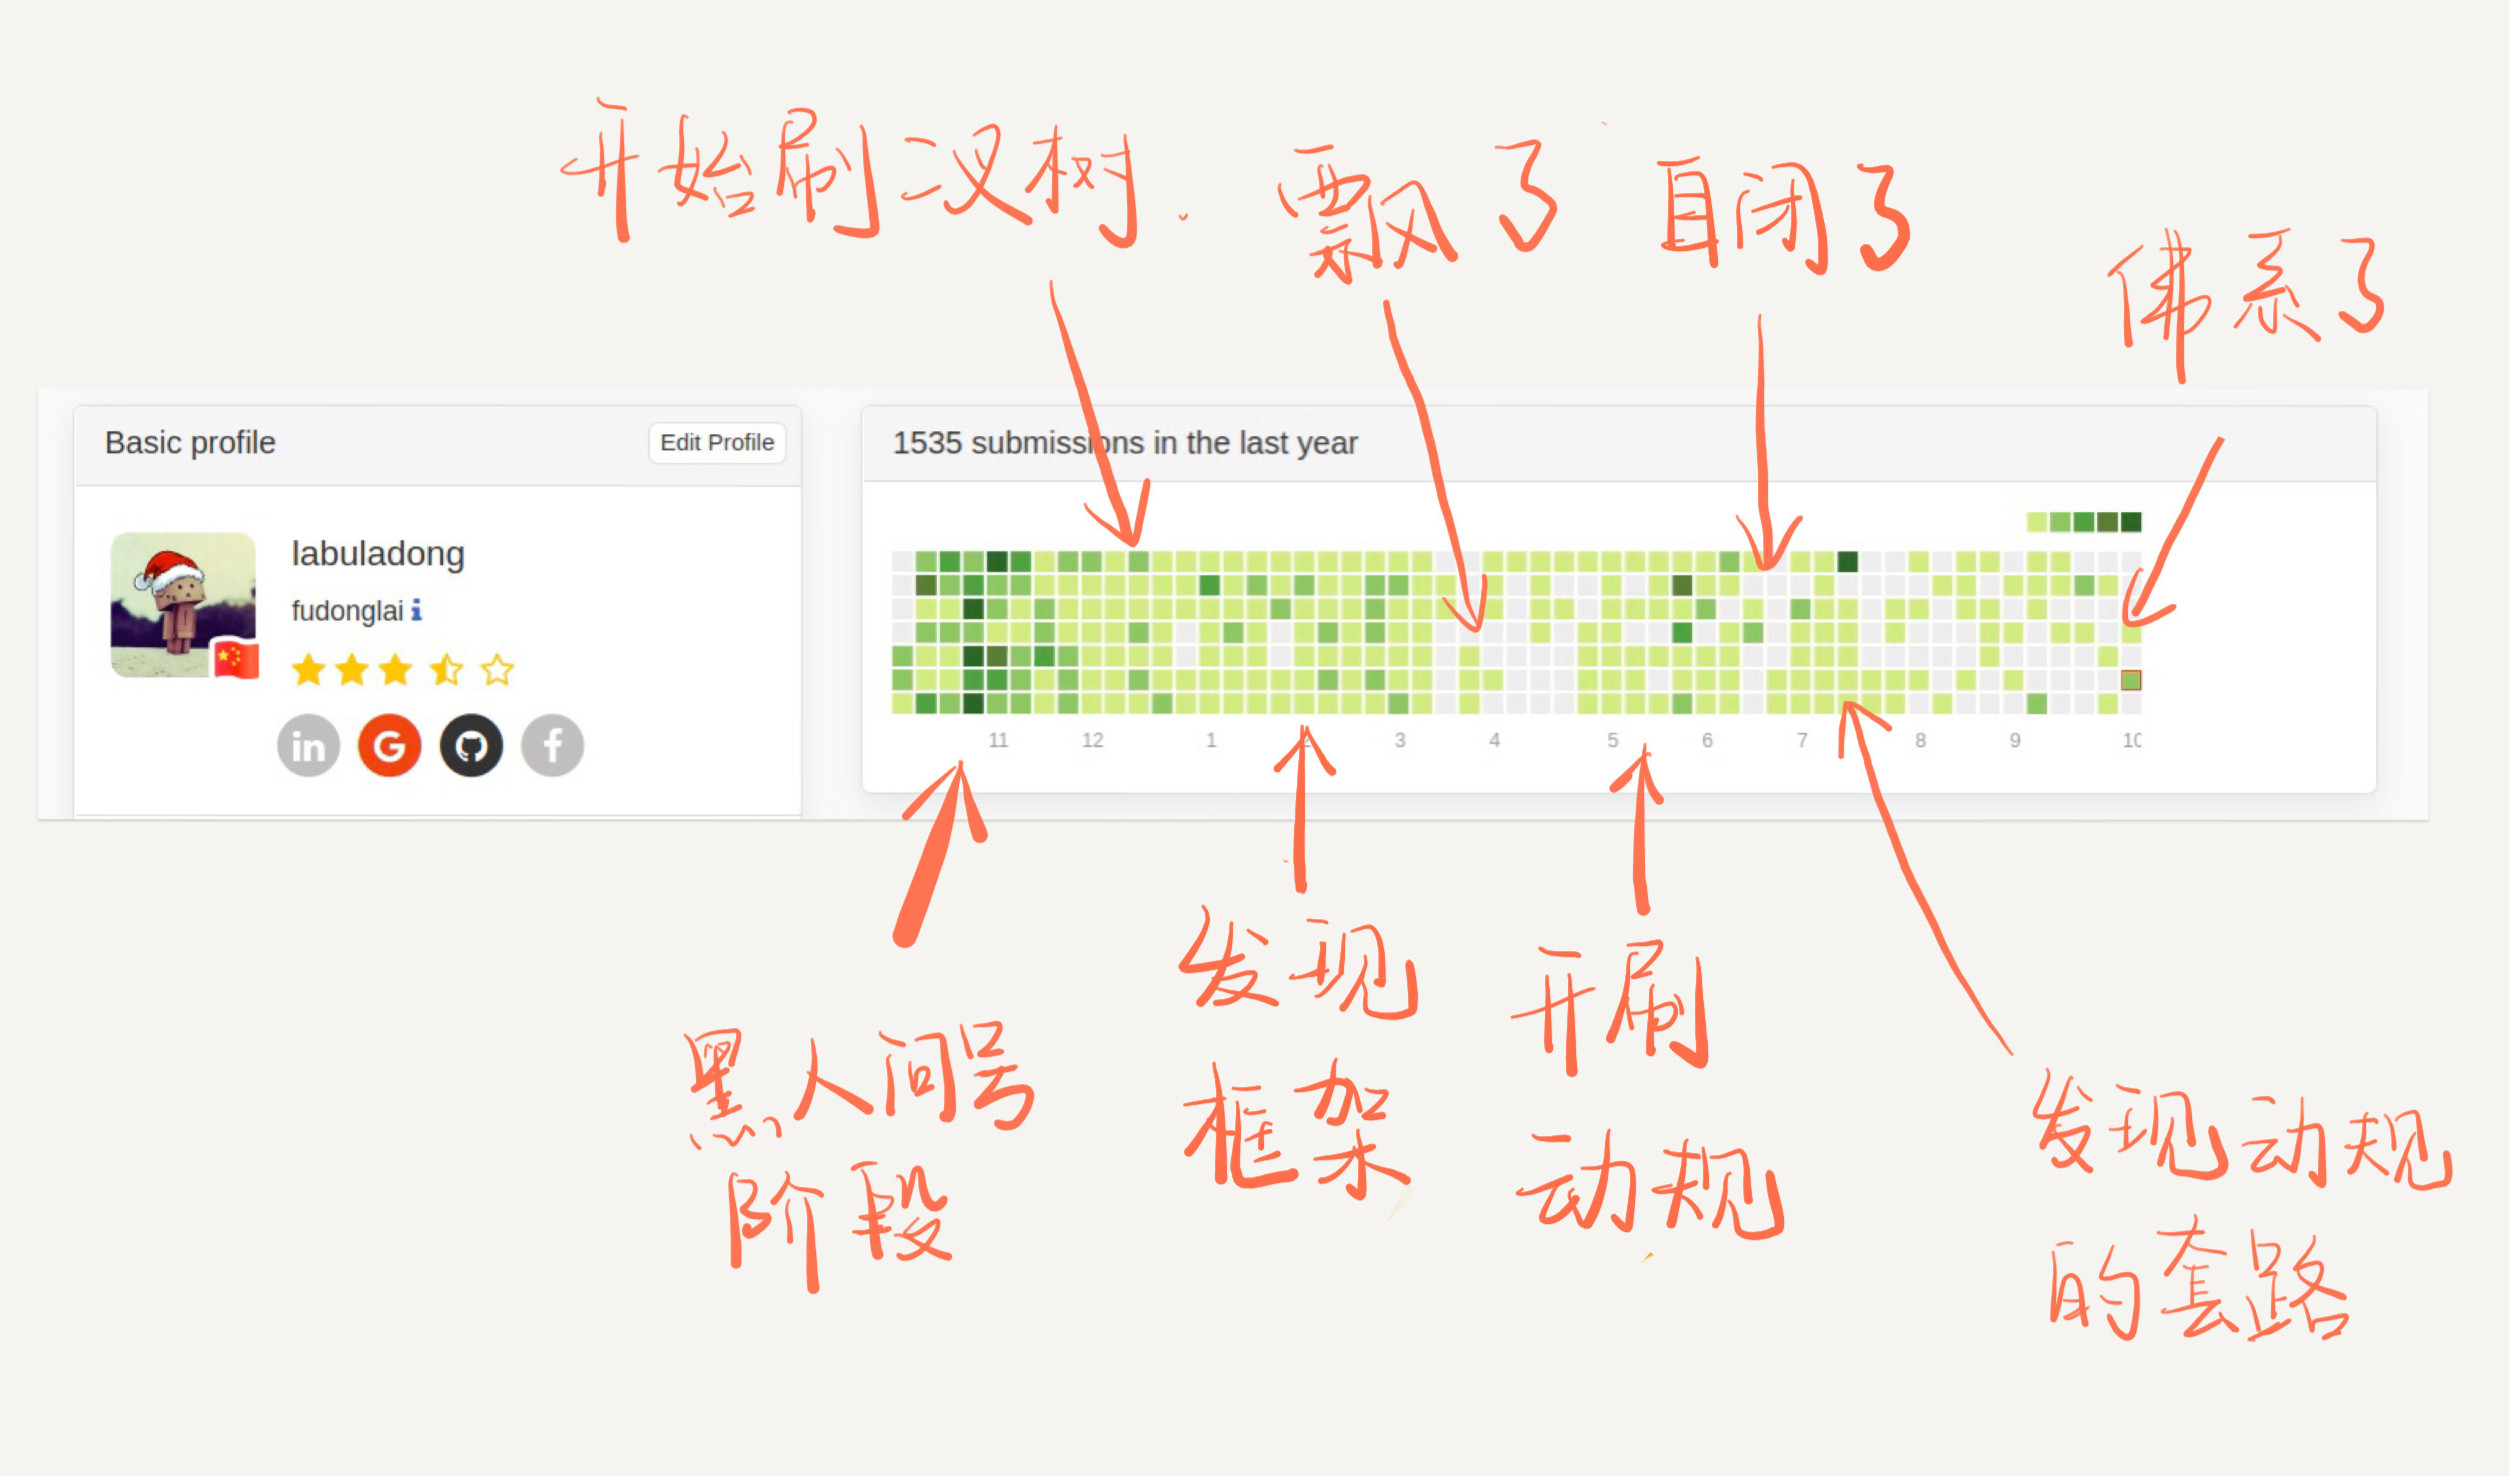 开始刷二叉树.
飘了
自闭了
佛系了
Basic profile
Edit Profile
1535 submissions in the last year
labuladong
fudonglai i
in
G
f
11 12 1 2 3 4 5 6 7 8 9 10
黑人问号
阶段
发现
框架
开刷
动规
发现动规
的套路